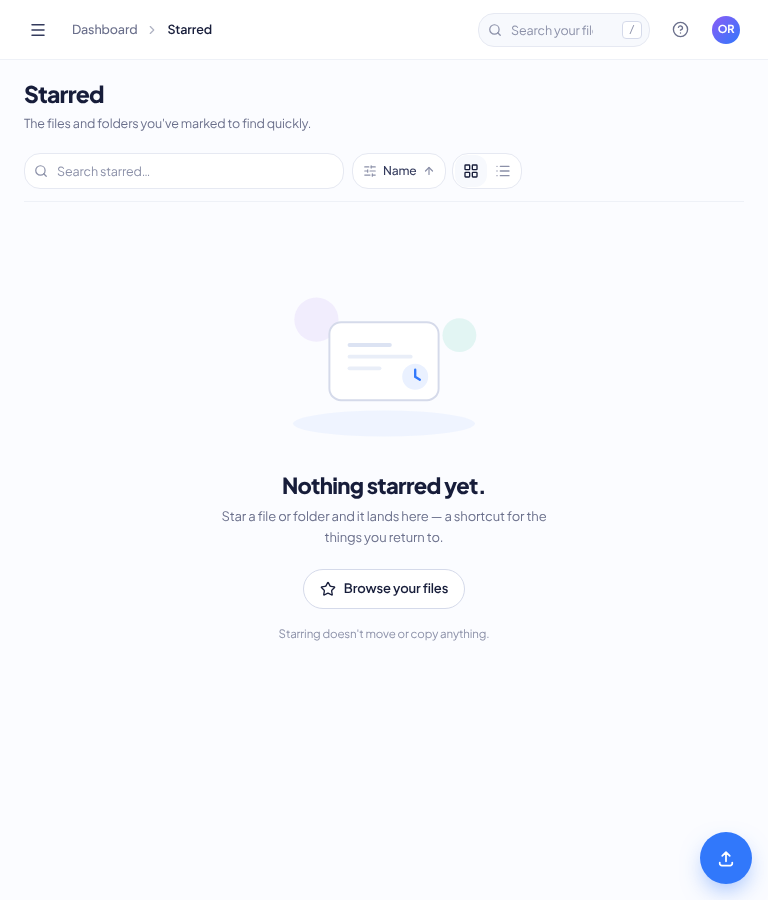 Dashboard
Starred
Search your fil
/
OR
Starred
The files and folders you've marked to find quickly.
Search starred...
Name
Nothing starred yet.
Star a file or folder and it lands here — a shortcut for the
things you return to.
Browse your files
Starring doesn't move or copy anything.